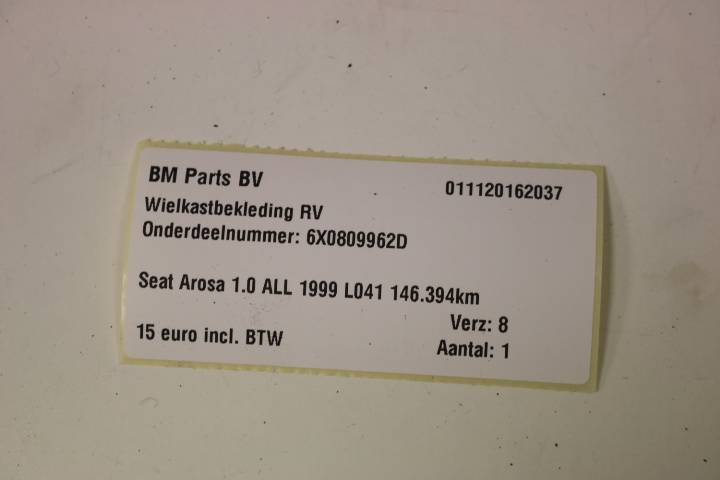 BM Parts BV 011120162037
Wielkastbekleding RV
Onderdeelnummer: 6X0809962D
Seat Arosa 1.0 ALL 1999 L041 146.394km
Verz: 8
15 euro incl. BTW Aantal: 1